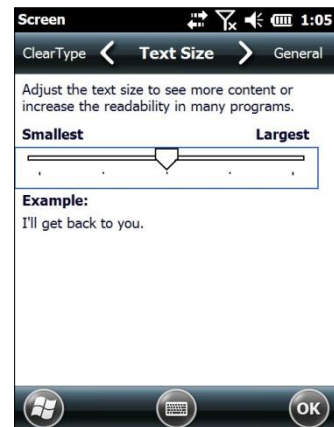 Screen 1:05
ClearType Text Size General
Adjust the text size to see more content or
increase the readability in many programs.
Smallest Largest
Example:
I'll get back to you.
OK